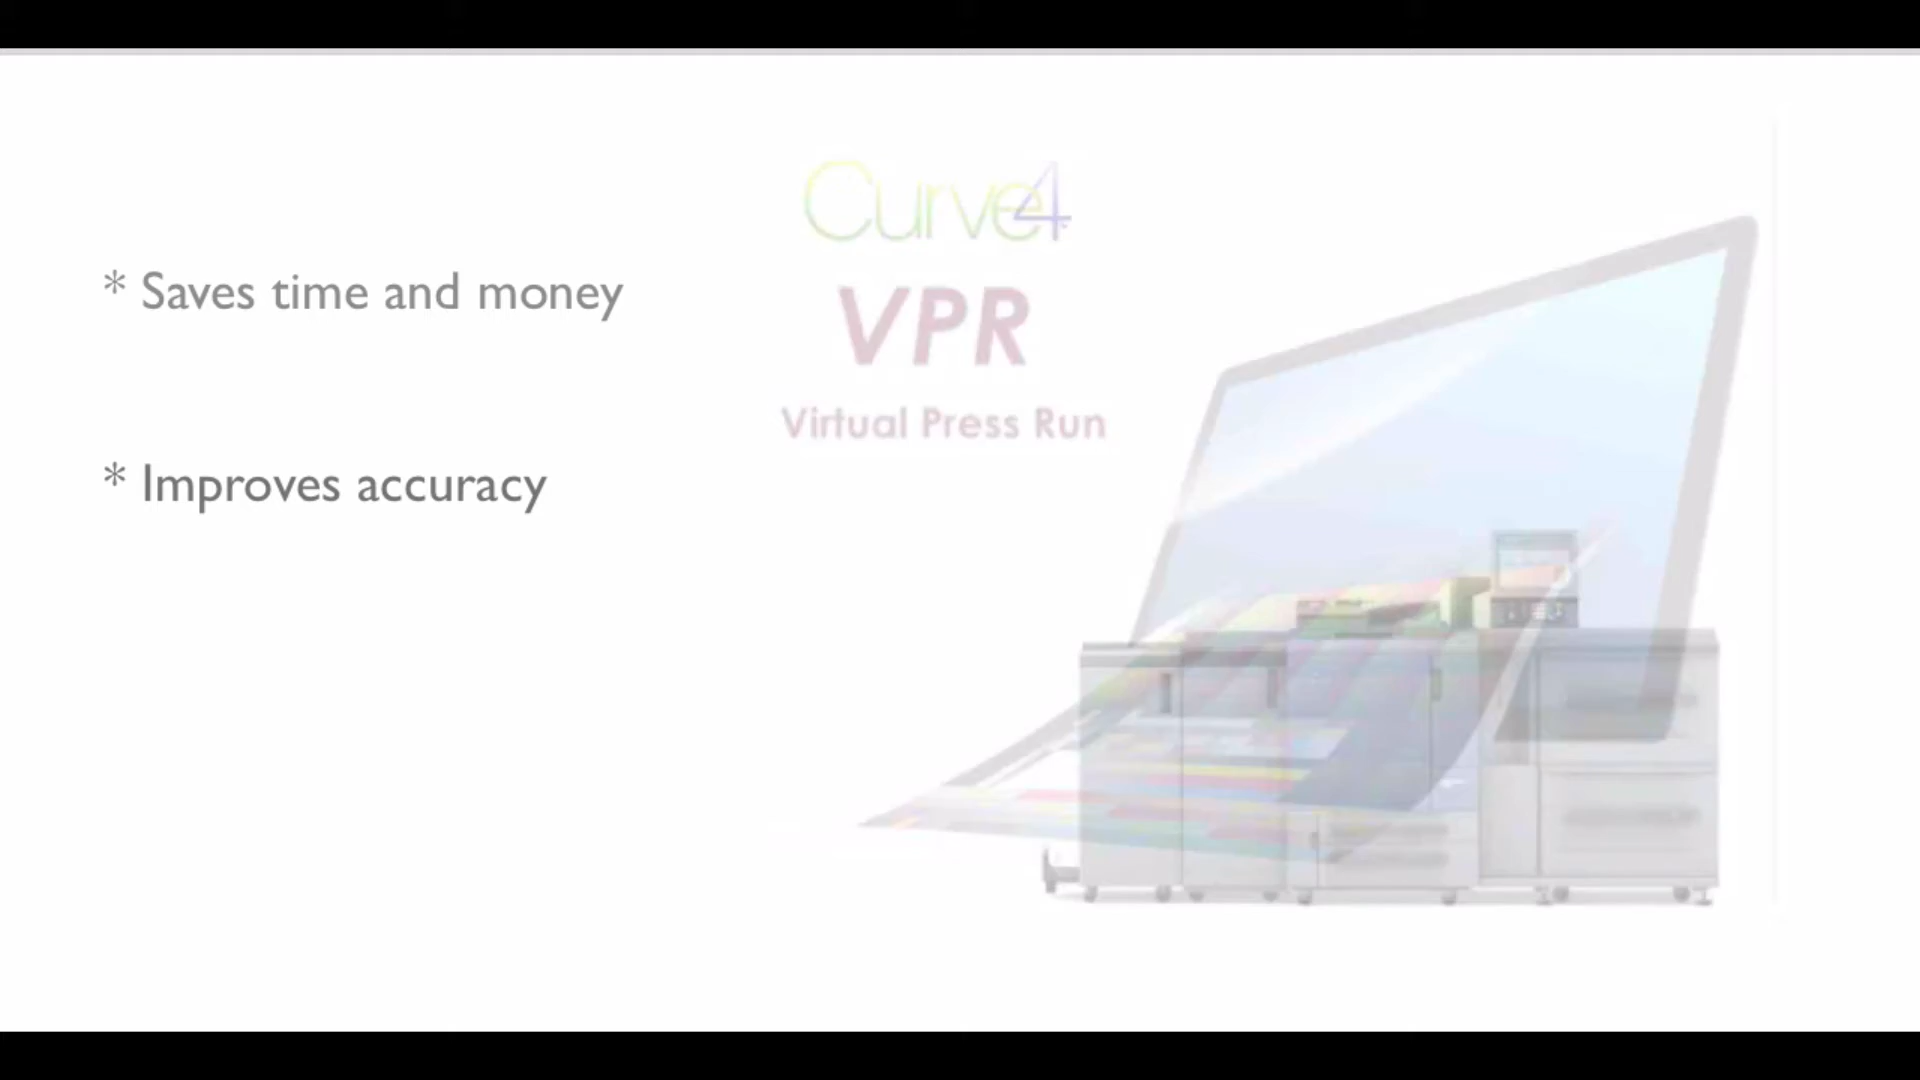 Curve4
* Saves time and money
VPR
Virtual Press Run
* Improves accuracy